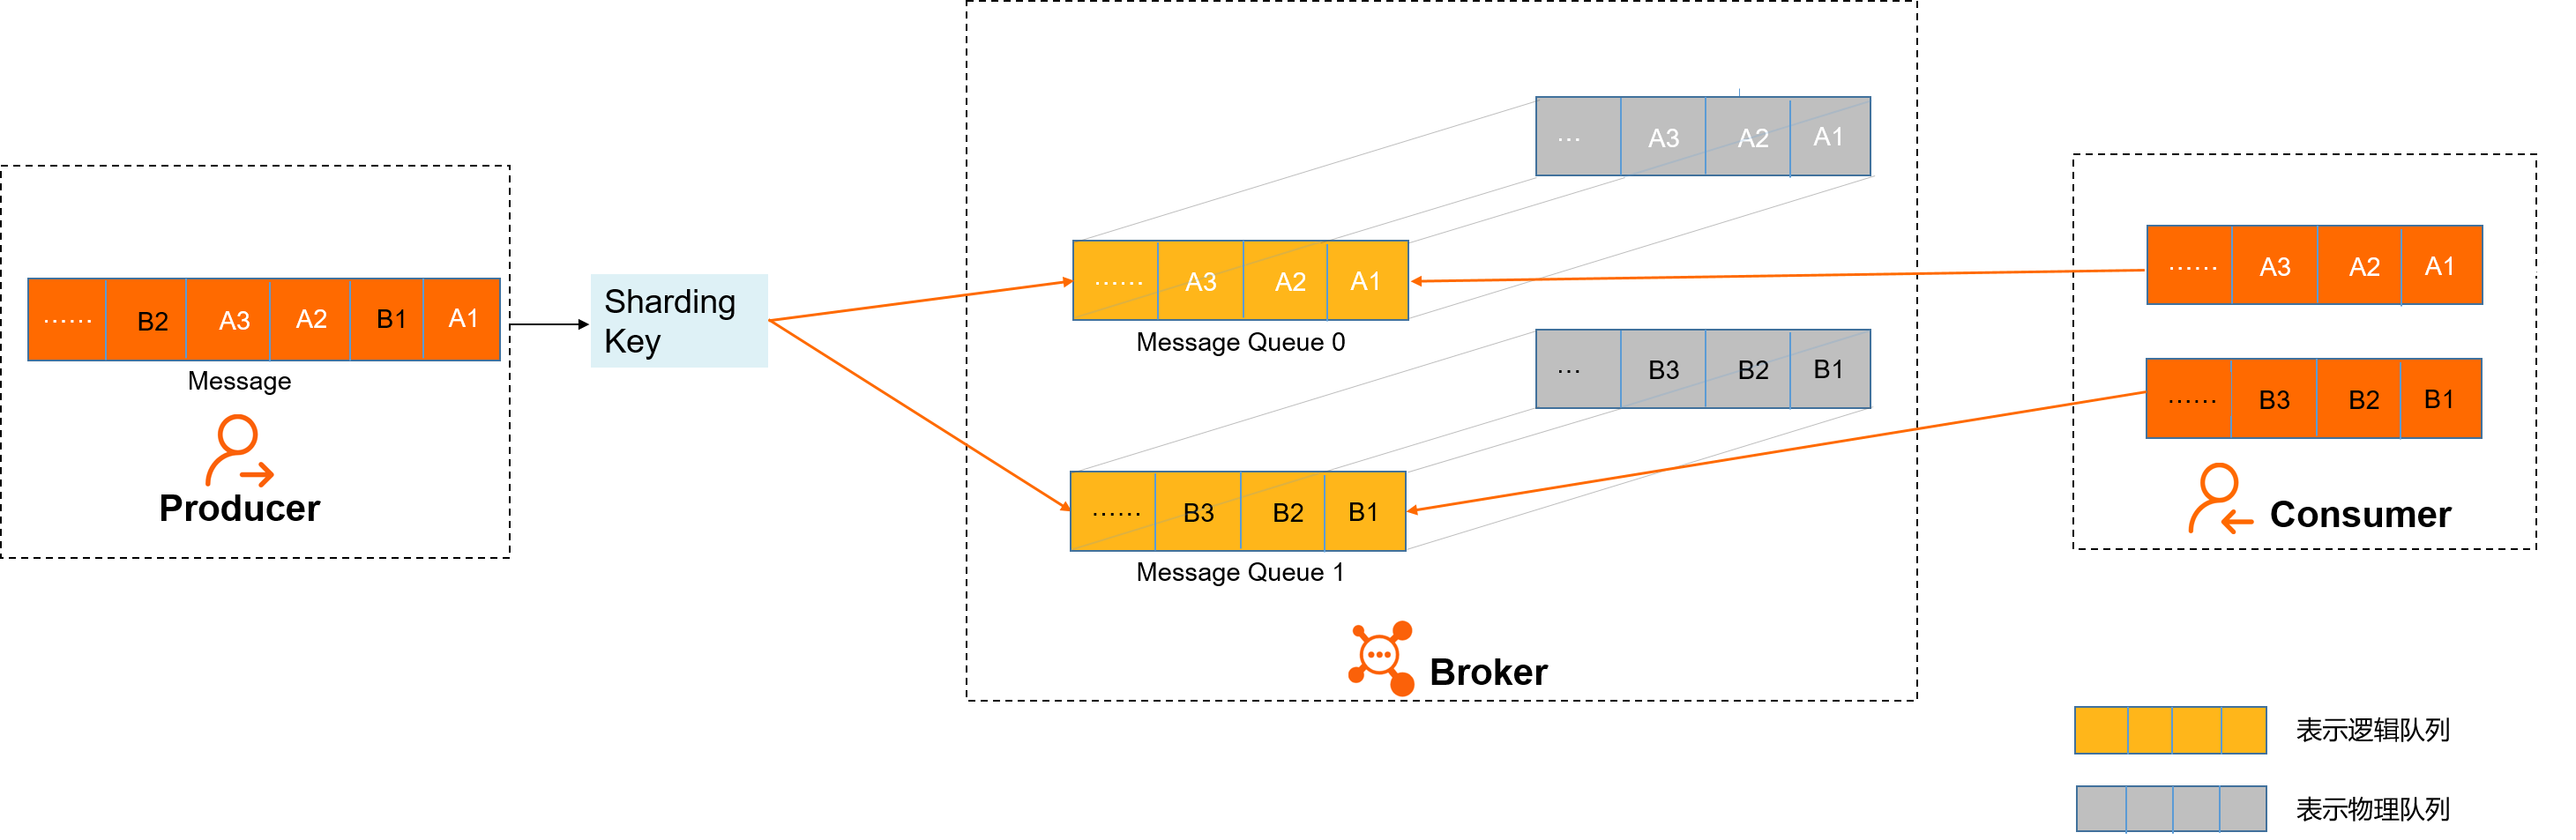 …… B2 A3 A2 B1 A1
Message
Producer
Sharding
Key
… A3 A2 A1
…… A3 A2 A1
Message Queue 0
… B3 B2 B1
…… B3 B2 B1
Message Queue 1
Broker
…… A3 A2 A1
…… B3 B2 B1
Consumer
表示逻辑队列
表示物理队列